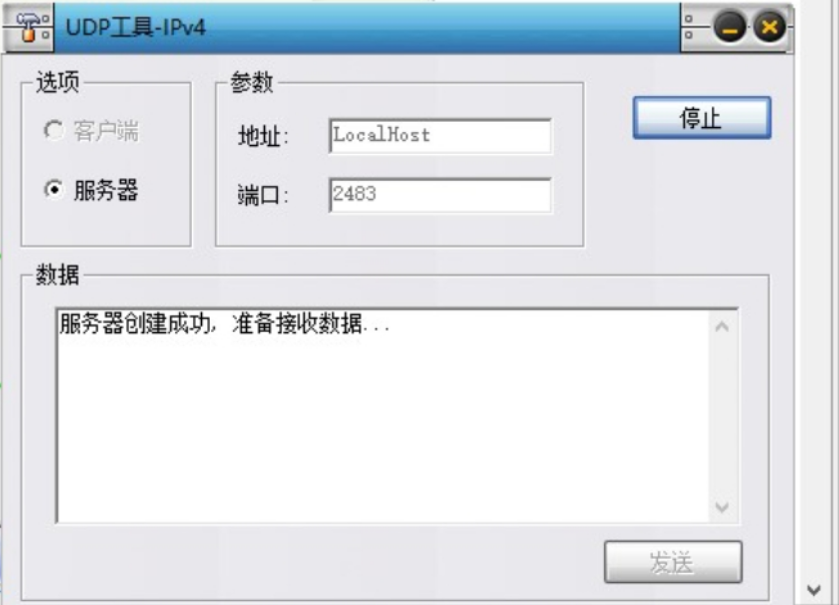 UDP工具-IPv4
选项
参数
停止
客户端
地址:
LocalHost
服务器
端口:
2483
数据
服务器创建成功, 准备接收数据...
发送